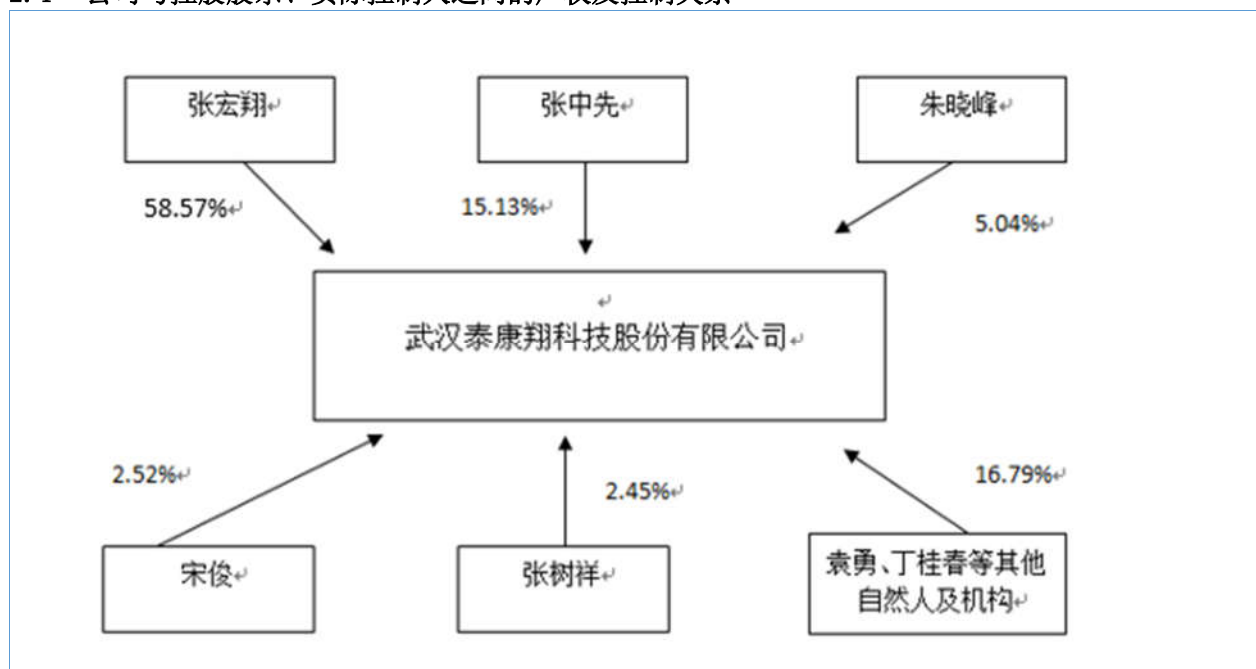 张宏翔
张中先
朱晓峰
58.57%
15.13%
5.04%
武汉泰康翔科技股份有限公司
2.52%
2.45%
16.79%
宋俊
张树祥
袁勇、丁桂春等其他
自然人及机构